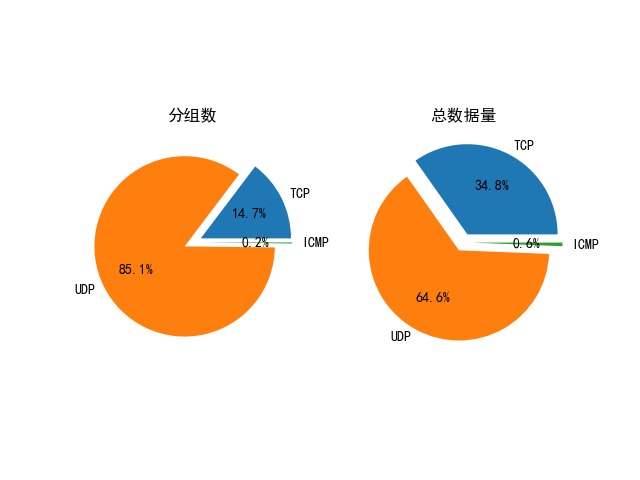 分组数
TCP
14.7%
0.2%
ICMP
85.1%
UDP
总数据量
TCP
34.8%
0.6%
ICMP
64.6%
UDP